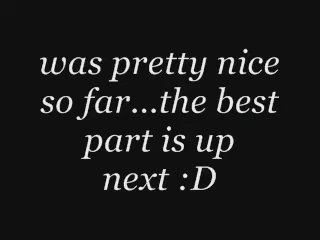 was pretty nice
so far...the best
part is up
next :D